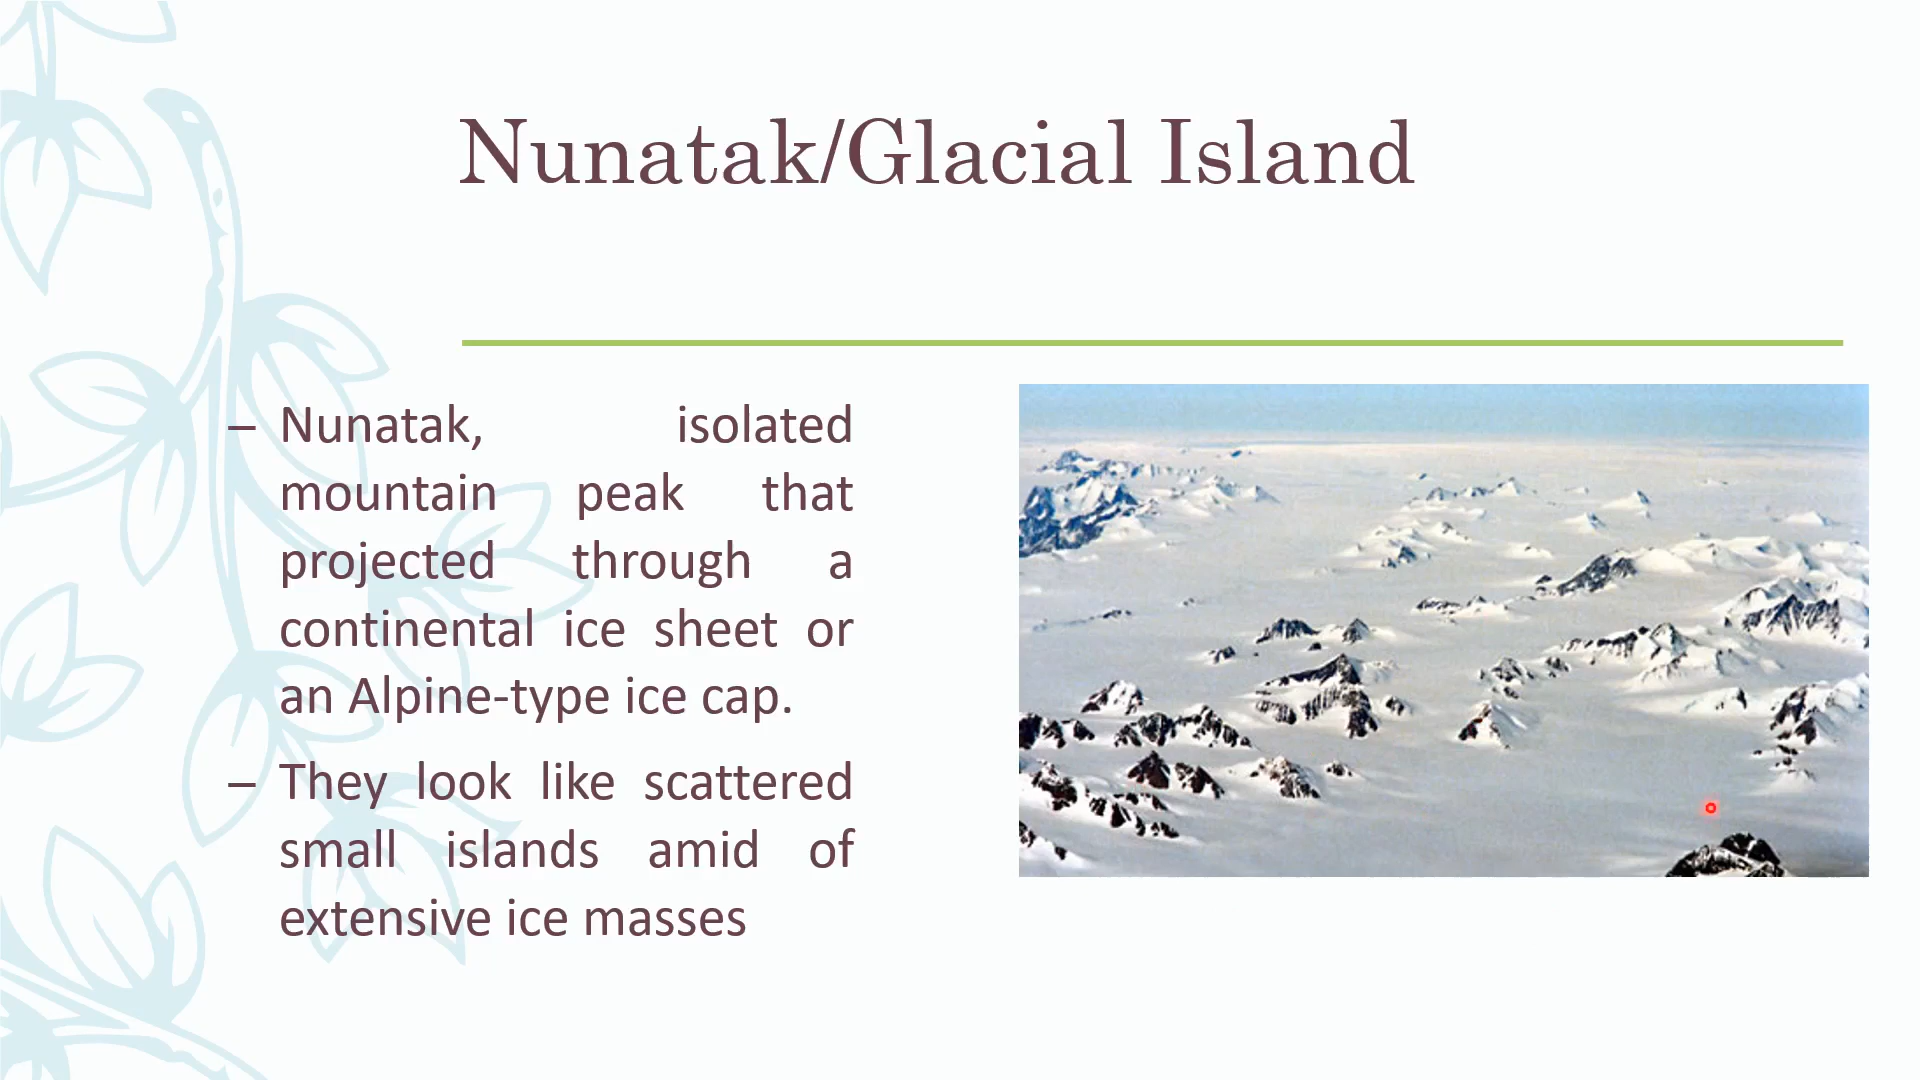 Nunatak/Glacial Island
– Nunatak, isolated
mountain peak that
projected through a
continental ice sheet or
an Alpine-type ice cap.
– They look like scattered
small islands amid of
extensive ice masses